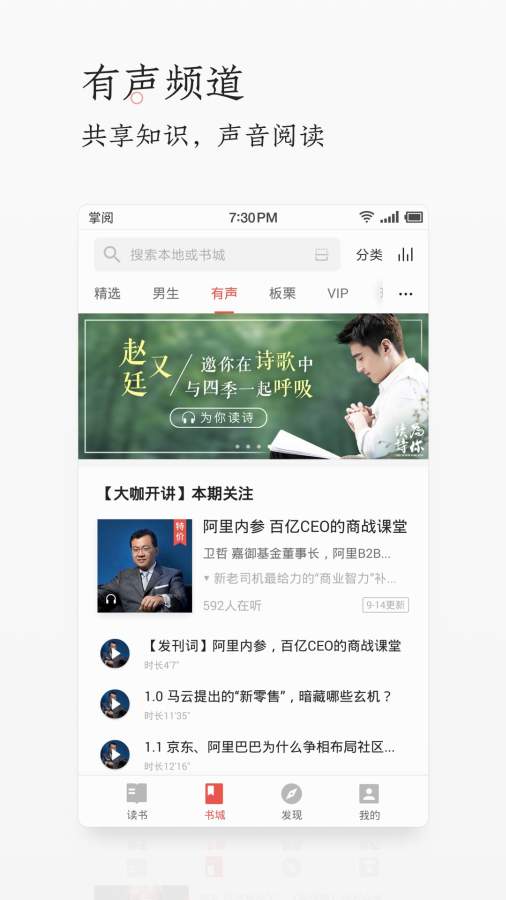 有声频道
共享知识，声音阅读
掌阅 7:30PM
搜索本地或书城 分类
精选 男生 有声 板栗 VIP
赵又廷
邀你在诗歌中
与四季一起呼吸
为你读诗
为你读诗
【大咖开讲】本期关注
特价
阿里内参 百亿CEO的商战课堂
卫哲 嘉御基金董事长，阿里B2B...
新老司机最给力的“商业智力”补...
592人在听 9-14更新
【发刊词】阿里内参，百亿CEO的商战课堂
时长4'7"
1.0 马云提出的“新零售”，暗藏哪些玄机？
时长11'35"
1.1 京东、阿里巴巴为什么争相布局社区...
时长12'16"
读书 书城 发现 我的